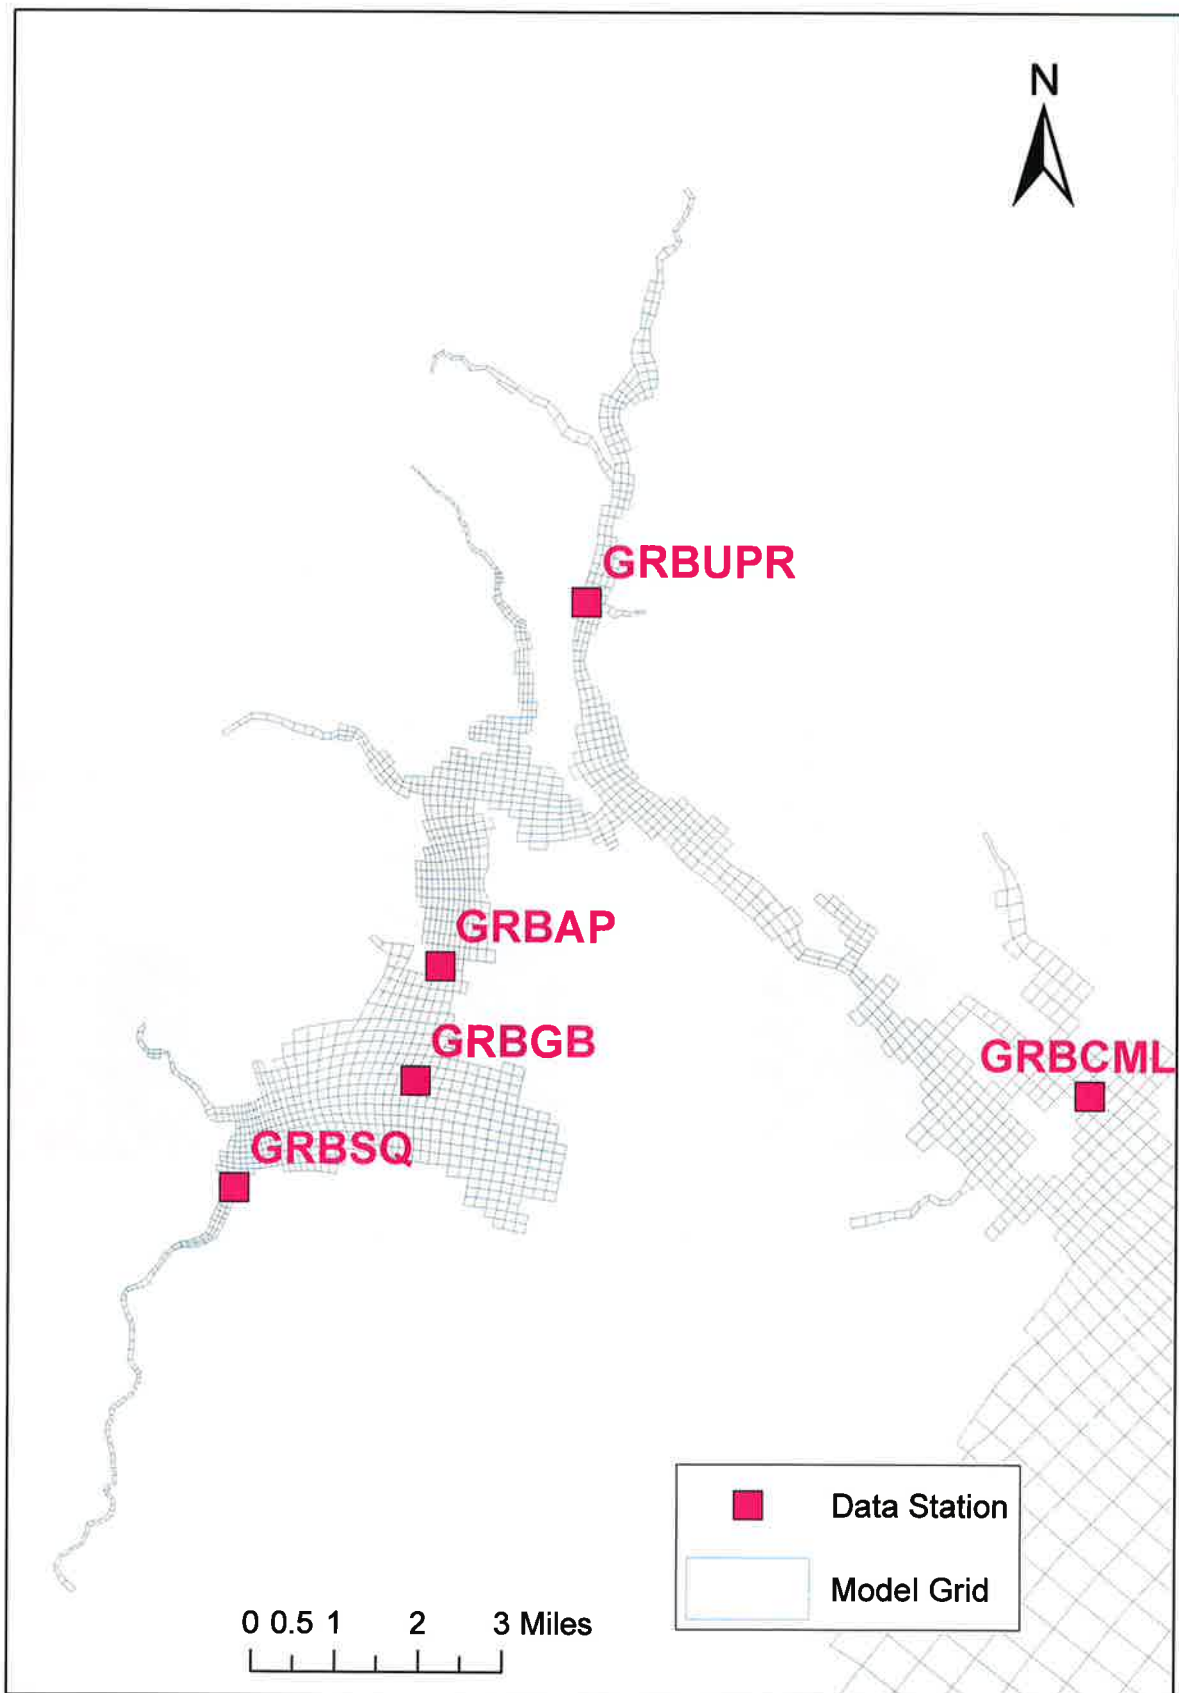 N
GRBUPR
GRBAP
GRBGB
GRBCML
GRBSQ
Data Station
Model Grid
0 0.5 1 2 3 Miles